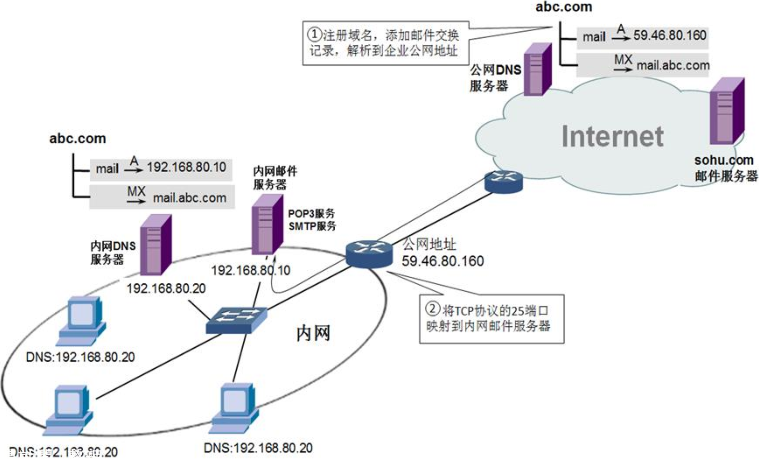 abc.com
①注册域名，添加邮件交换
记录，解析到企业公网地址
mail A 59.46.80.160
MX mail.abc.com
公网DNS
服务器
Internet
sohu.com
邮件服务器
abc.com
mail A 192.168.80.10
MX mail.abc.com
内网邮件
服务器
POP3服务
SMTP服务
内网DNS
服务器
192.168.80.20
192.168.80.10
公网地址
59.46.80.160
②将TCP协议的25端口
映射到内网邮件服务器
内网
DNS:192.168.80.20
DNS:192.168.80.20
DNS:192.168.80.20